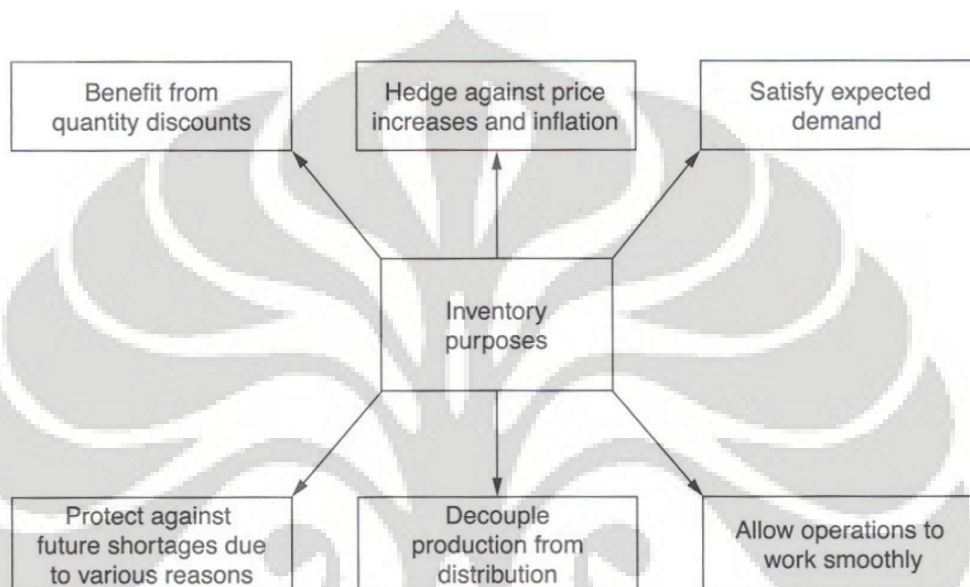 Benefit from
quantity discounts
Hedge against price
increases and inflation
Satisfy expected
demand
Inventory
purposes
Protect against
future shortages due
to various reasons
Decouple
production from
distribution
Allow operations to
work smoothly